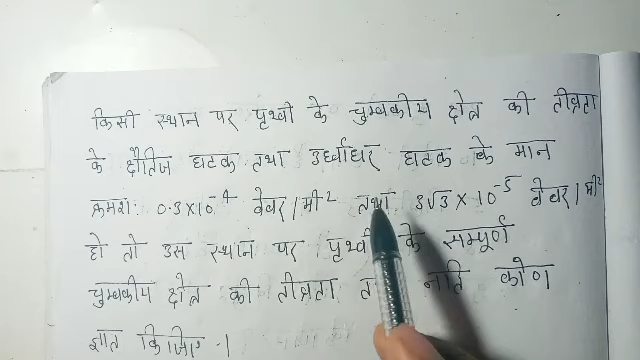 किसी स्थान पर पृथ्वी के चुम्बकीय क्षेत्र की तीव्रता
के क्षैतिज घटक तथा उर्ध्वाधर घटक के मान
क्रमशः 0.3×10⁻⁴ वेबर/मी² तथा 3√3 × 10⁻⁵ वेबर/मी²
हो तो उस स्थान पर पृथ्वी के सम्पूर्ण
चुम्बकीय क्षेत्र की तीव्रता नति कोण
ज्ञात किजिए ।